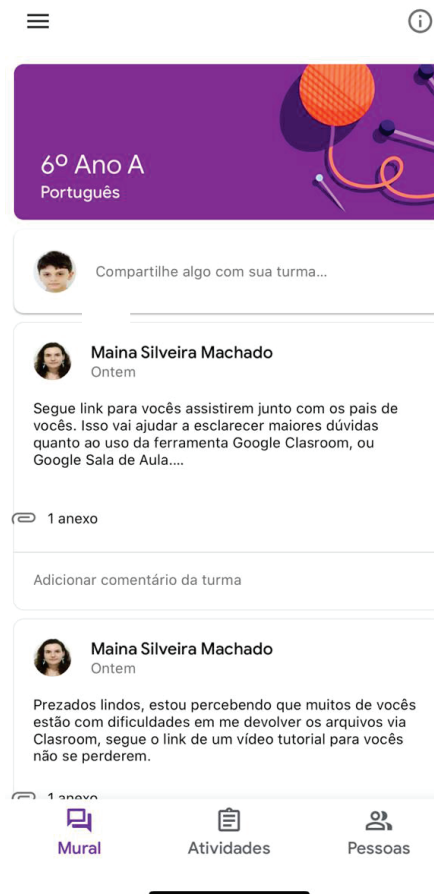 6º Ano A
Português
Compartilhe algo com sua turma...
Maina Silveira Machado
Ontem
Segue link para vocês assistirem junto com os pais de
vocês. Isso vai ajudar a esclarecer maiores dúvidas
quanto ao uso da ferramenta Google Clasroom, ou
Google Sala de Aula....
1 anexo
Adicionar comentário da turma
Maina Silveira Machado
Ontem
Prezados lindos, estou percebendo que muitos de vocês
estão com dificuldades em me devolver os arquivos via
Clasroom, segue o link de um vídeo tutorial para vocês
não se perderem.
1 anexo
Mural Atividades Pessoas